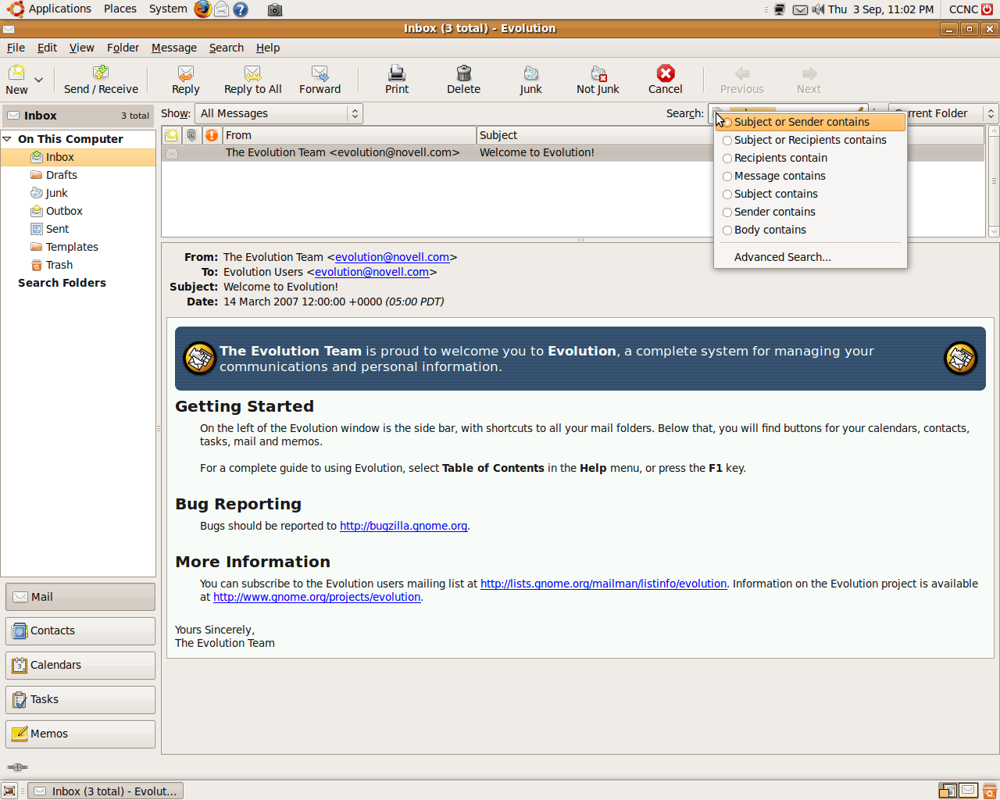 Applications Places System Thu 3 Sep, 11:02 PM CCNC
Inbox (3 total) - Evolution
File Edit View Folder Message Search Help
New Send / Receive Reply Reply to All Forward Print Delete Junk Not Junk Cancel Previous Next
Inbox 3 total
Show: All Messages Search: Current Folder
From Subject
The Evolution Team <evolution@novell.com> Welcome to Evolution!
Subject or Sender contains
Subject or Recipients contains
Recipients contain
Message contains
Subject contains
Sender contains
Body contains
Advanced Search...
On This Computer
Inbox
Drafts
Junk
Outbox
Sent
Templates
Trash
Search Folders
From: The Evolution Team <evolution@novell.com>
To: Evolution Users <evolution@novell.com>
Subject: Welcome to Evolution!
Date: 14 March 2007 12:00:00 +0000 (05:00 PDT)
The Evolution Team is proud to welcome you to Evolution, a complete system for managing your
communications and personal information.
Getting Started
On the left of the Evolution window is the side bar, with shortcuts to all your mail folders. Below that, you will find buttons for your calendars, contacts,
tasks, mail and memos.
For a complete guide to using Evolution, select Table of Contents in the Help menu, or press the F1 key.
Bug Reporting
Bugs should be reported to http://bugzilla.gnome.org.
More Information
You can subscribe to the Evolution users mailing list at http://lists.gnome.org/mailman/listinfo/evolution. Information on the Evolution project is available
at http://www.gnome.org/projects/evolution.
Yours Sincerely,
The Evolution Team
Mail
Contacts
Calendars
Tasks
Memos
Inbox (3 total) - Evolut...